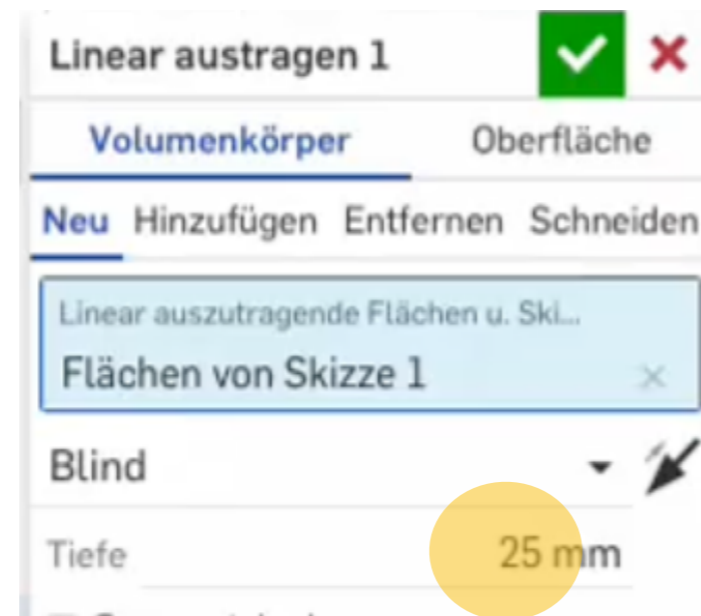 Linear austragen 1
Volumenkörper Oberfläche
Neu Hinzufügen Entfernen Schneiden
Linear auszutragende Flächen u. Ski...
Flächen von Skizze 1
Blind
Tiefe 25 mm